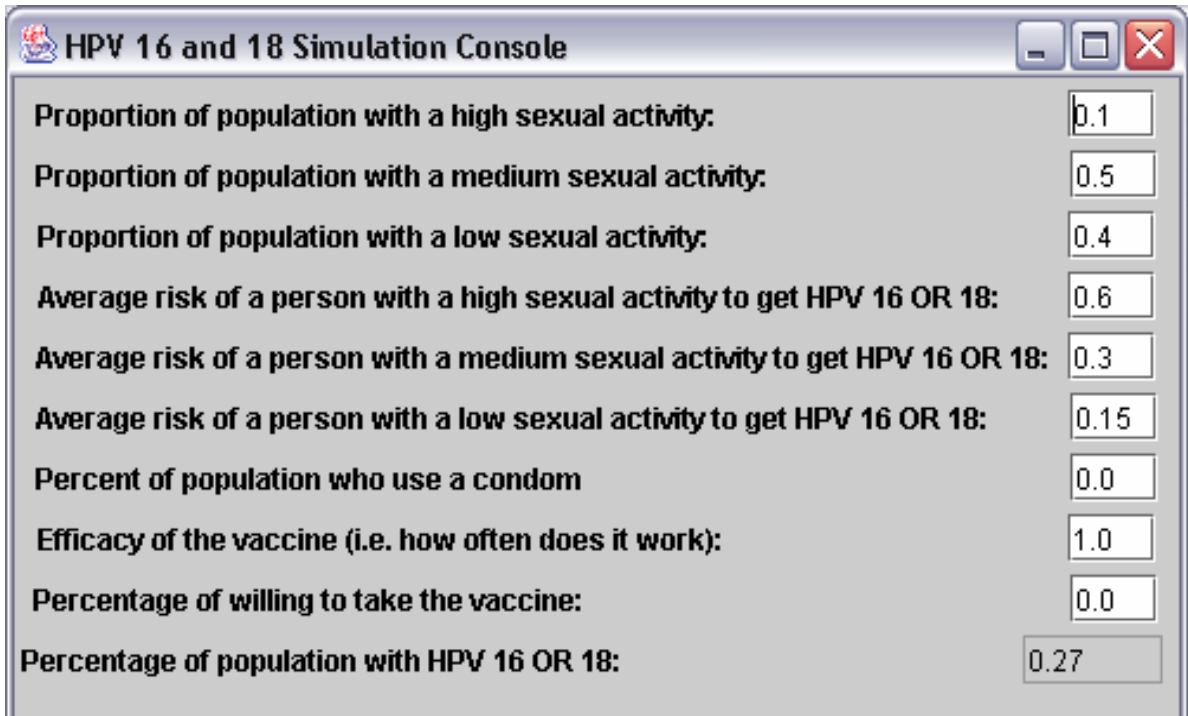 HPV 16 and 18 Simulation Console
Proportion of population with a high sexual activity: 0.1
Proportion of population with a medium sexual activity: 0.5
Proportion of population with a low sexual activity: 0.4
Average risk of a person with a high sexual activity to get HPV 16 OR 18: 0.6
Average risk of a person with a medium sexual activity to get HPV 16 OR 18: 0.3
Average risk of a person with a low sexual activity to get HPV 16 OR 18: 0.15
Percent of population who use a condom 0.0
Efficacy of the vaccine (i.e. how often does it work): 1.0
Percentage of willing to take the vaccine: 0.0
Percentage of population with HPV 16 OR 18: 0.27